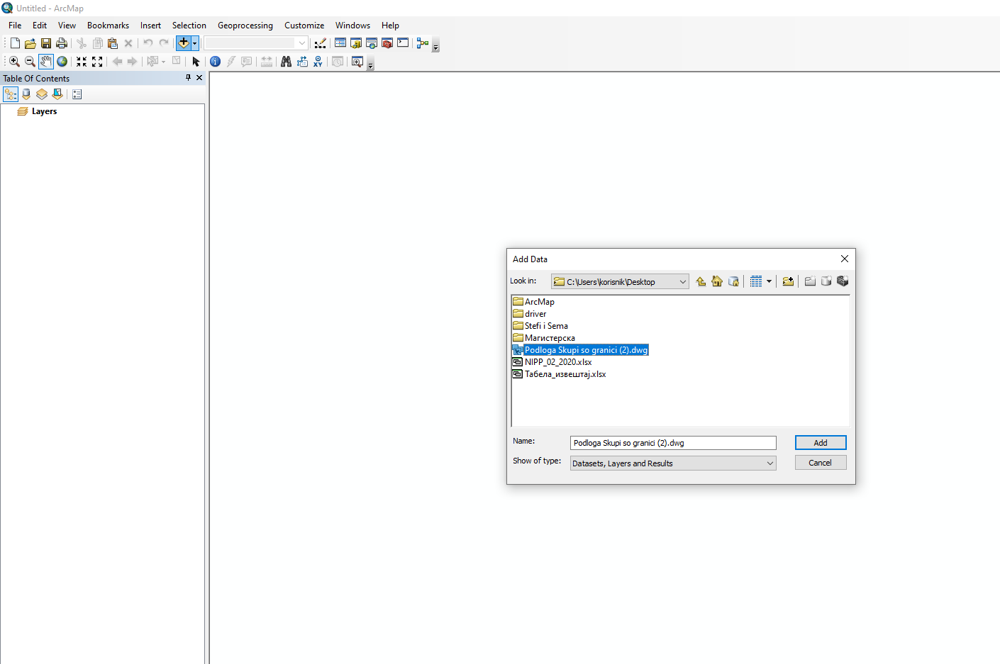 Untitled - ArcMap
File Edit View Bookmarks Insert Selection Geoprocessing Customize Windows Help
XY
Table Of Contents
Layers
Add Data
Look in: C:\Users\korisnik\Desktop
ArcMap
driver
Stefi i Sema
Магистерска
Podloga Skupi so granici (2).dwg
NIPP_02_2020.xlsx
Табела_извештај.xlsx
Name: Podloga Skupi so granici (2).dwg Add
Show of type: Datasets, Layers and Results Cancel